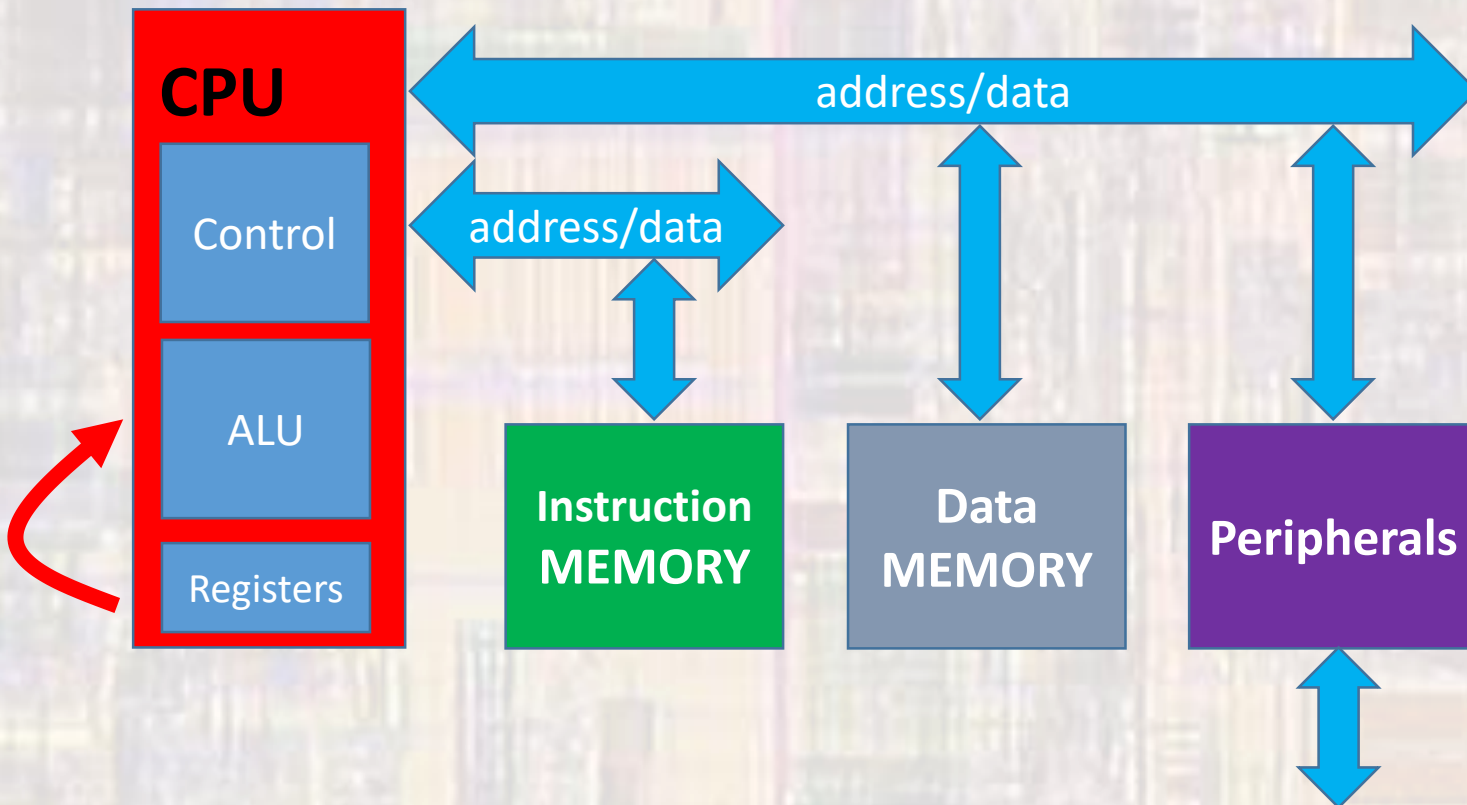 CPU
address/data
Control
address/data
ALU
Registers
Instruction
MEMORY
Data
MEMORY
Peripherals